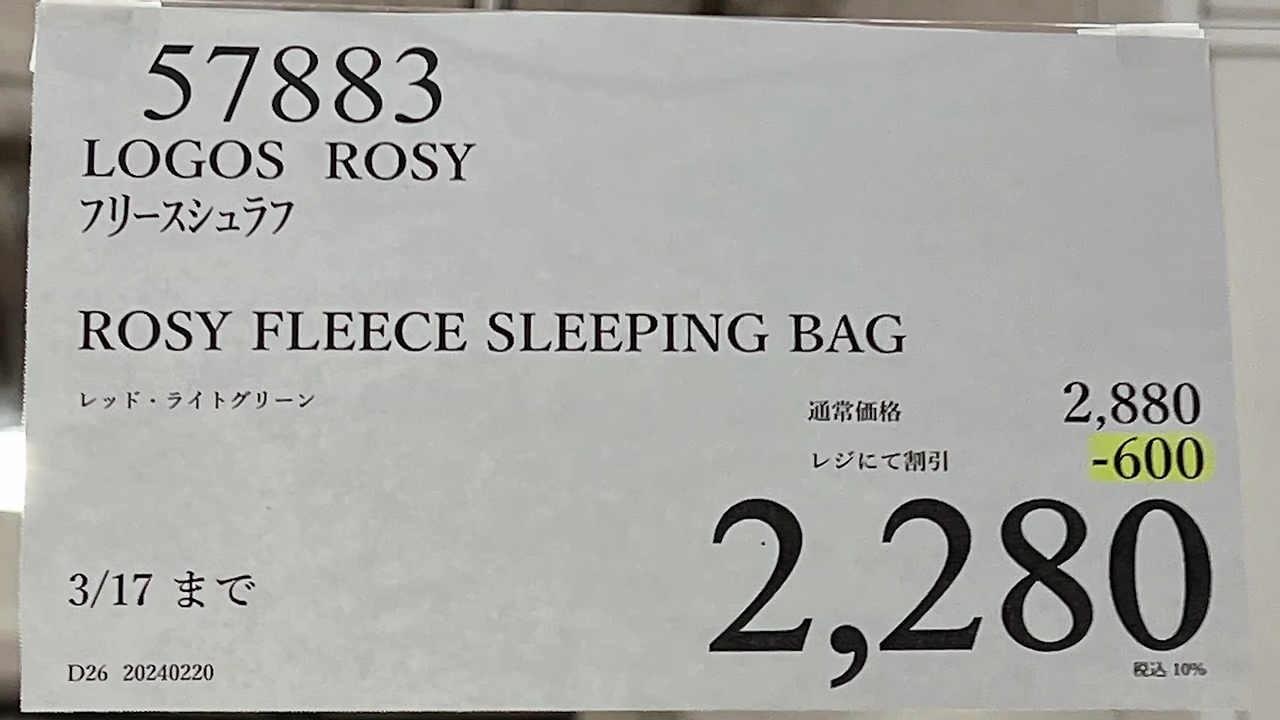 57883
LOGOS ROSY
フリースシュラフ
ROSY FLEECE SLEEPING BAG
レッド・ライトグリーン
通常価格 2,880
レジにて割引 -600
2,280
3/17 まで
税込 10%
D26 20240220